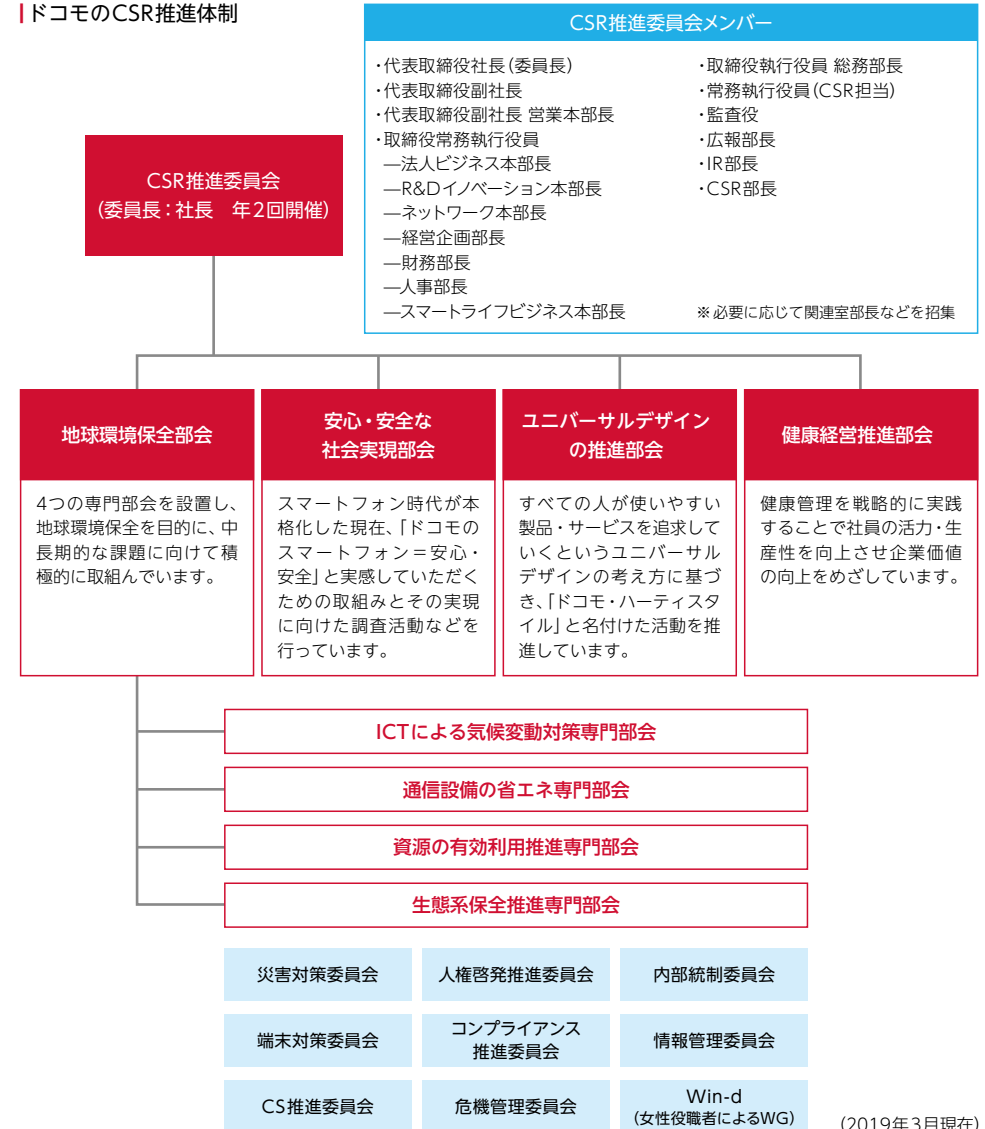 ドコモのCSR推進体制
CSR推進委員会メンバー
・代表取締役社長(委員長)
・代表取締役副社長
・代表取締役副社長 営業本部長
・取締役常務執行役員
―法人ビジネス本部長
―R&Dイノベーション本部長
―ネットワーク本部長
―経営企画部長
―財務部長
―人事部長
―スマートライフビジネス本部長
・取締役執行役員 総務部長
・常務執行役員(CSR担当)
・監査役
・広報部長
・IR部長
・CSR部長
※必要に応じて関連室部長などを招集
CSR推進委員会
(委員長:社長 年2回開催)
地球環境保全部会
4つの専門部会を設置し、
地球環境保全を目的に、中
長期的な課題に向けて積
極的に取組んでいます。
安心・安全な
社会実現部会
スマートフォン時代が本
格化した現在、「ドコモの
スマートフォン=安心・
安全」と実感していただく
ための取組みとその実現
に向けた調査活動などを
行っています。
ユニバーサルデザイン
の推進部会
すべての人が使いやすい
製品・サービスを追求して
いくというユニバーサル
デザインの考え方に基づ
き、「ドコモ・ハーティスタ
イル」と名付けた活動を推
進しています。
健康経営推進部会
健康管理を戦略的に実践
することで社員の活力・生
産性を向上させ企業価値
の向上をめざしています。
ICTによる気候変動対策専門部会
通信設備の省エネ専門部会
資源の有効利用推進専門部会
生態系保全推進専門部会
災害対策委員会
人権啓発推進委員会
内部統制委員会
端末対策委員会
コンプライアンス
推進委員会
情報管理委員会
CS推進委員会
危機管理委員会
Win-d
(女性役職者によるWG)
(2019年3月現在)